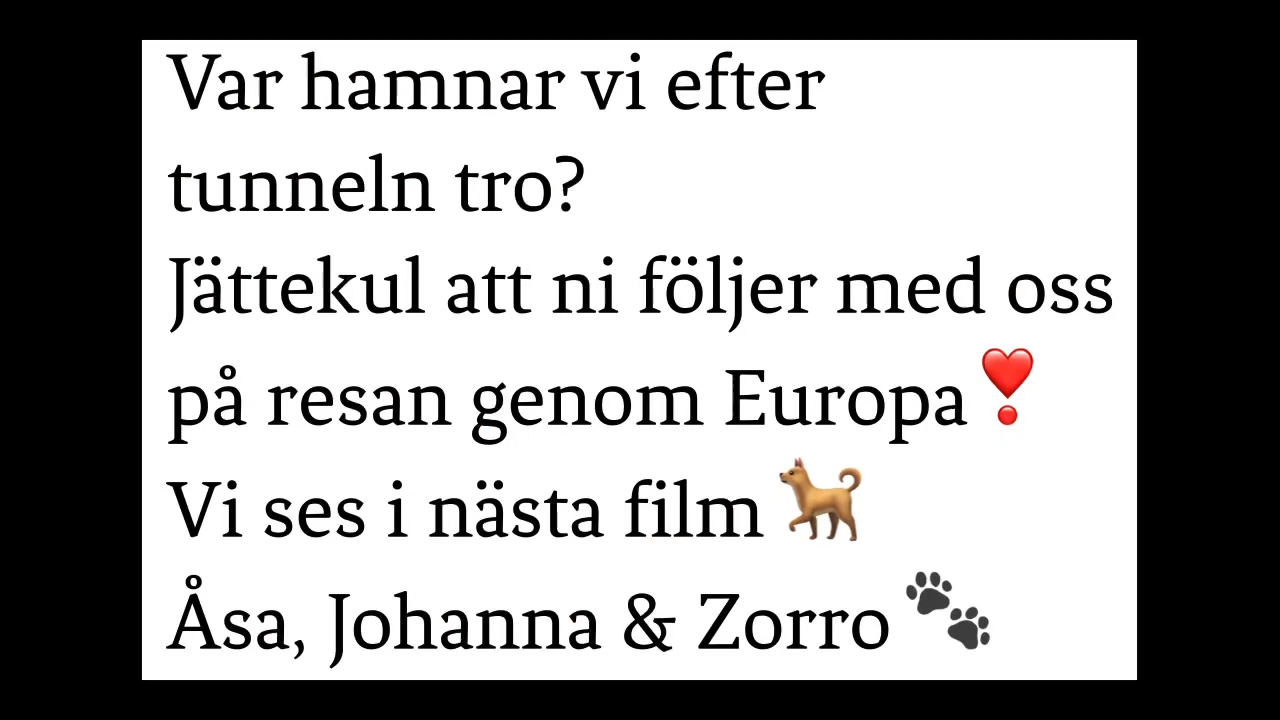 Var hamnar vi efter
tunneln tro?
Jättekul att ni följer med oss
på resan genom Europa❣️
Vi ses i nästa film🐕
Åsa, Johanna & Zorro🐾